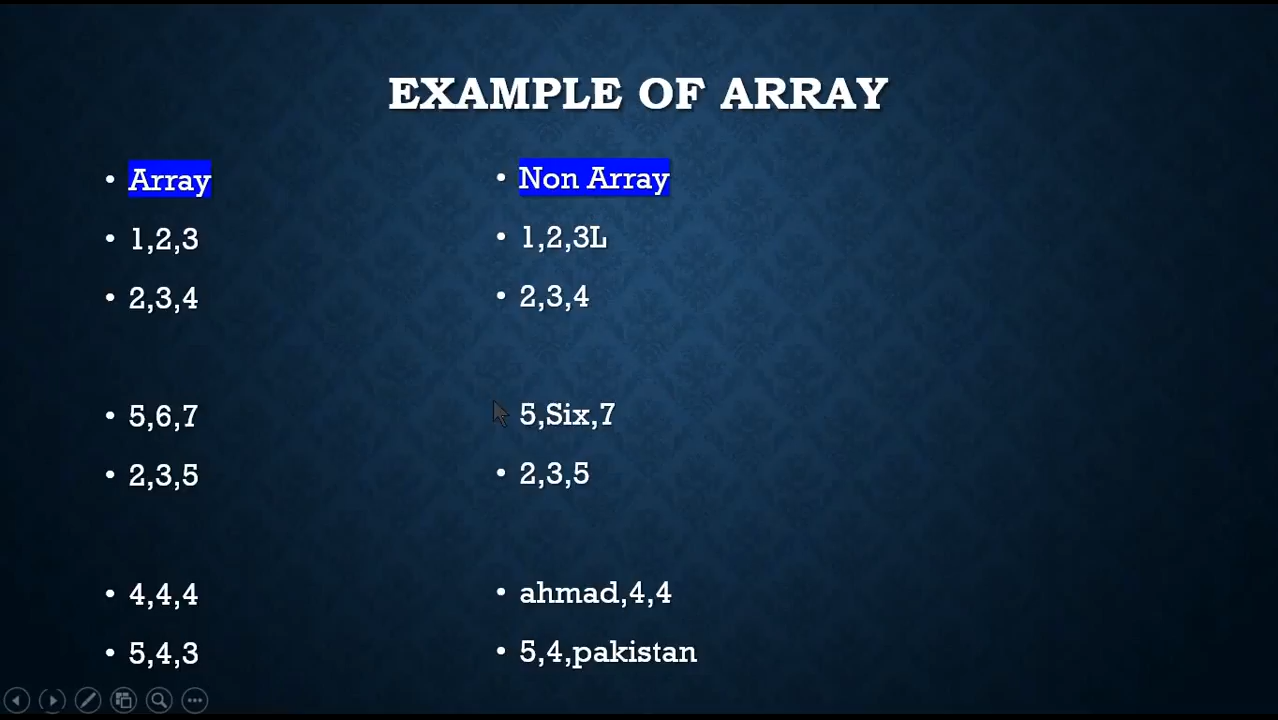 EXAMPLE OF ARRAY
• Array
• 1,2,3
• 2,3,4
• 5,6,7
• 2,3,5
• 4,4,4
• 5,4,3
• Non Array
• 1,2,3L
• 2,3,4
• 5,Six,7
• 2,3,5
• ahmad,4,4
• 5,4,pakistan